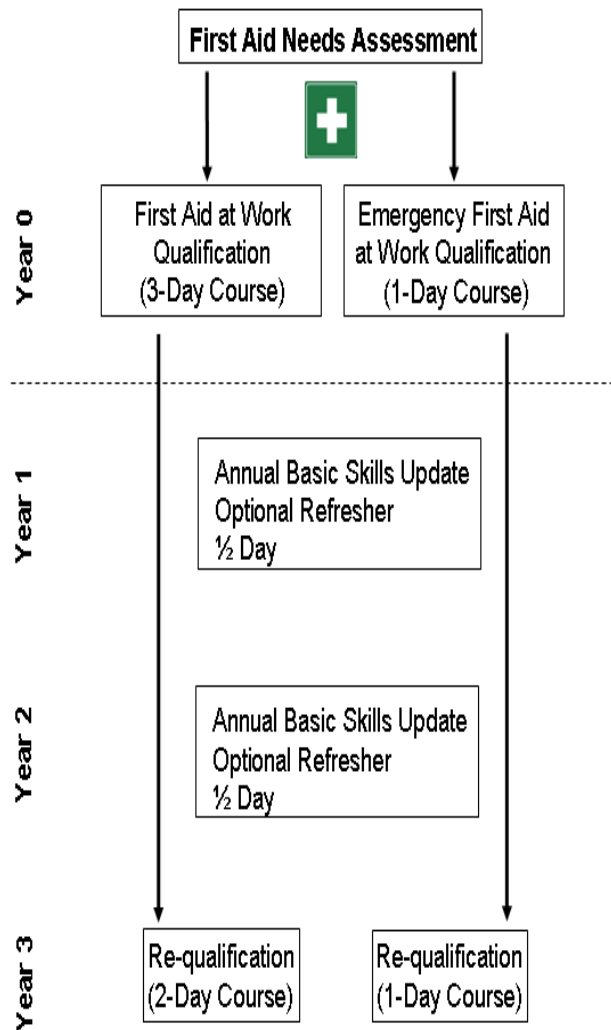 First Aid Needs Assessment
Year 0
First Aid at Work
Qualification
(3-Day Course)
Emergency First Aid
at Work Qualification
(1-Day Course)
Year 1
Annual Basic Skills Update
Optional Refresher
½ Day
Year 2
Annual Basic Skills Update
Optional Refresher
½ Day
Year 3
Re-qualification
(2-Day Course)
Re-qualification
(1-Day Course)